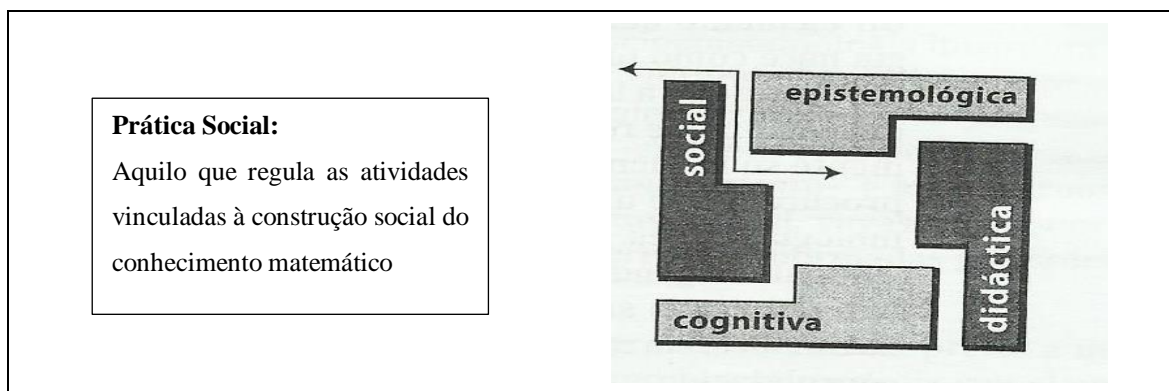 Prática Social:
Aquilo que regula as atividades
vinculadas à construção social do
conhecimento matemático
epistemológica
social
didáctica
cognitiva